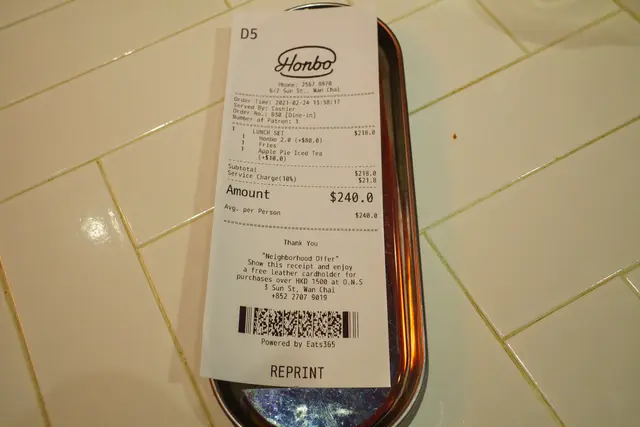 D5
Honbo
Phone: 2567 8970
6/7 Sun St., Wan Chai
Order Time: 2021-02-24 13:58:17
Served By: Cashier
Order No.: 830 [Dine-in]
Number of Patron: 1
1 LUNCH SET $218.0
1 Honbo 2.0 (+$80.0)
1 Fries
1 Apple Pie Iced Tea
(+$10.0)
Subtotal $218.0
Service Charge(10%) $21.8
Amount $240.0
Avg. per Person $240.0
Thank You
"Neighborhood Offer"
Show this receipt and enjoy
a free leather cardholder for
purchases over HKD 1500 at O.N.S
3 Sun St, Wan Chai
+852 2707 9019
Powered by Eats365
REPRINT